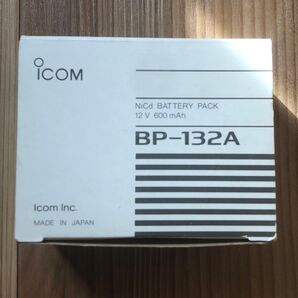 ICOM
NiCd BATTERY PACK
12 V 600 mAh
BP-132A
Icom Inc.
MADE IN JAPAN